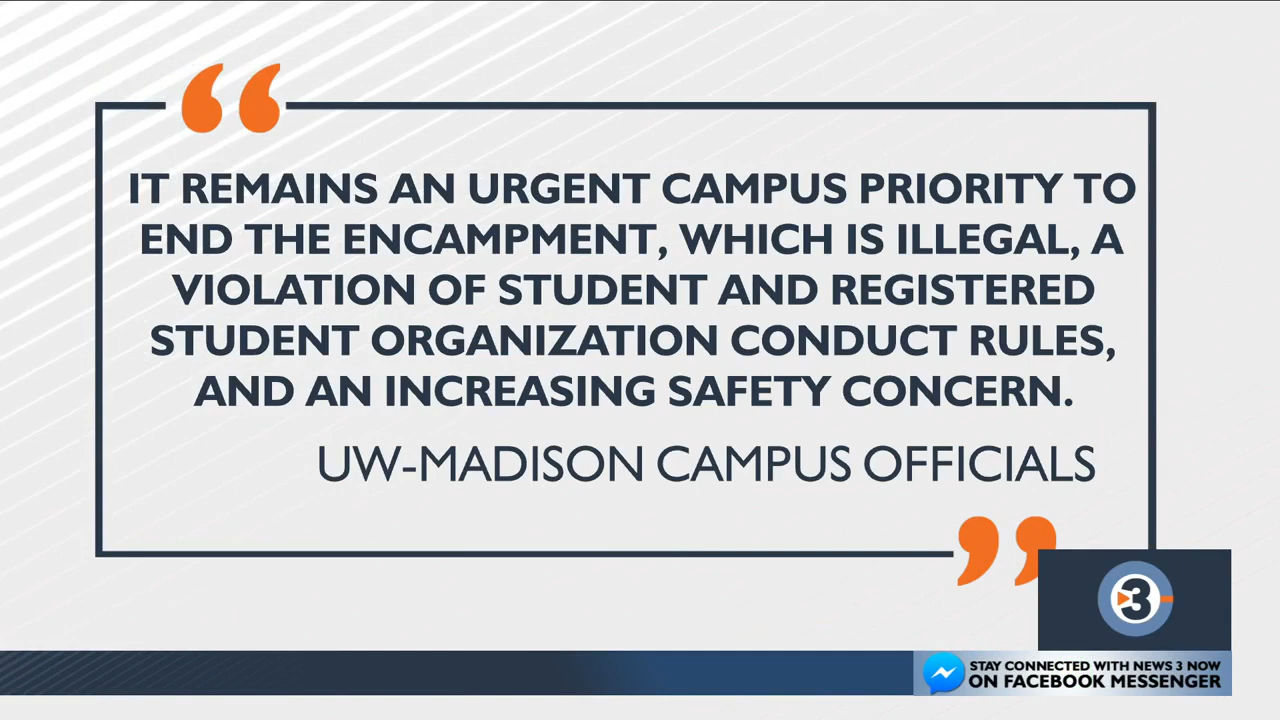 IT REMAINS AN URGENT CAMPUS PRIORITY TO
END THE ENCAMPMENT, WHICH IS ILLEGAL, A
VIOLATION OF STUDENT AND REGISTERED
STUDENT ORGANIZATION CONDUCT RULES,
AND AN INCREASING SAFETY CONCERN.
UW-MADISON CAMPUS OFFICIALS
3
STAY CONNECTED WITH NEWS 3 NOW
ON FACEBOOK MESSENGER